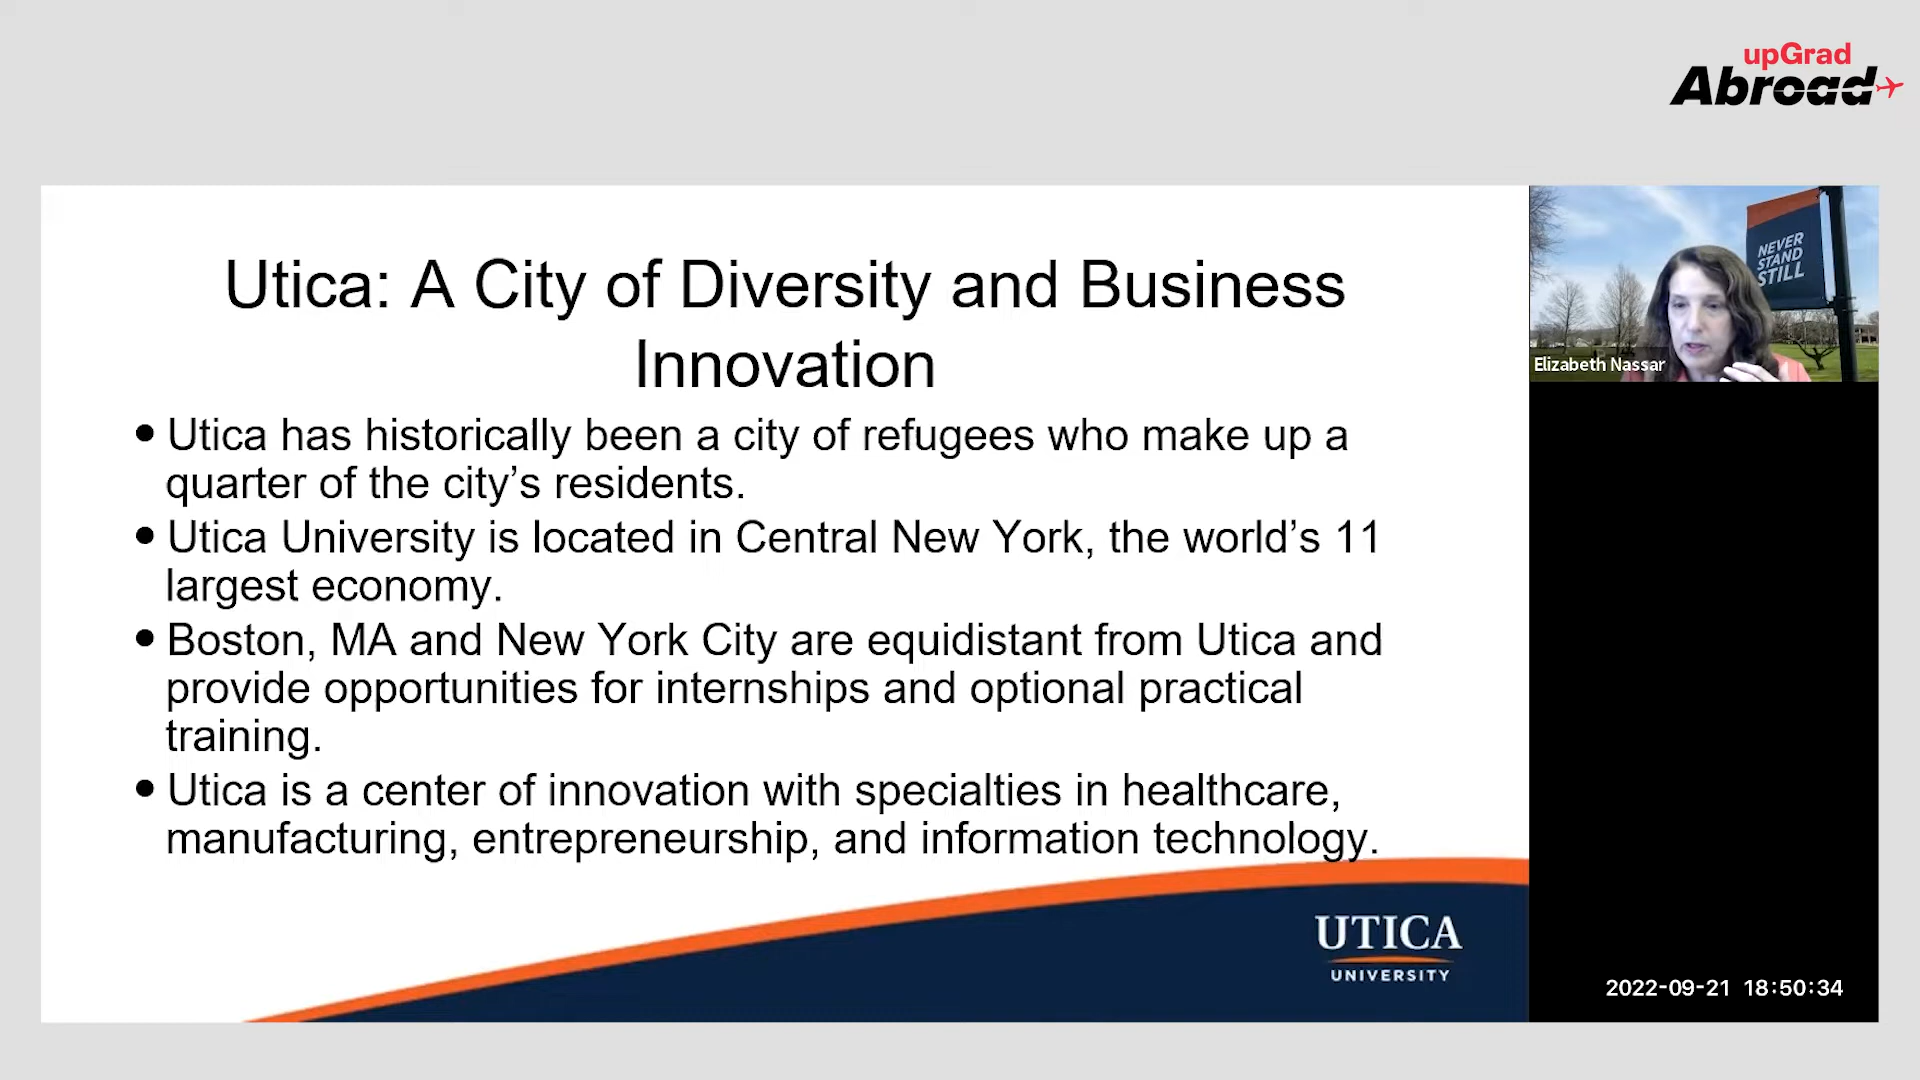 upGrad
Abroad
Utica: A City of Diversity and Business
Innovation
• Utica has historically been a city of refugees who make up a
quarter of the city’s residents.
• Utica University is located in Central New York, the world’s 11
largest economy.
• Boston, MA and New York City are equidistant from Utica and
provide opportunities for internships and optional practical
training.
• Utica is a center of innovation with specialties in healthcare,
manufacturing, entrepreneurship, and information technology.
UTICA
UNIVERSITY
NEVER
STAND
STILL
Elizabeth Nassar
2022-09-21 18:50:34